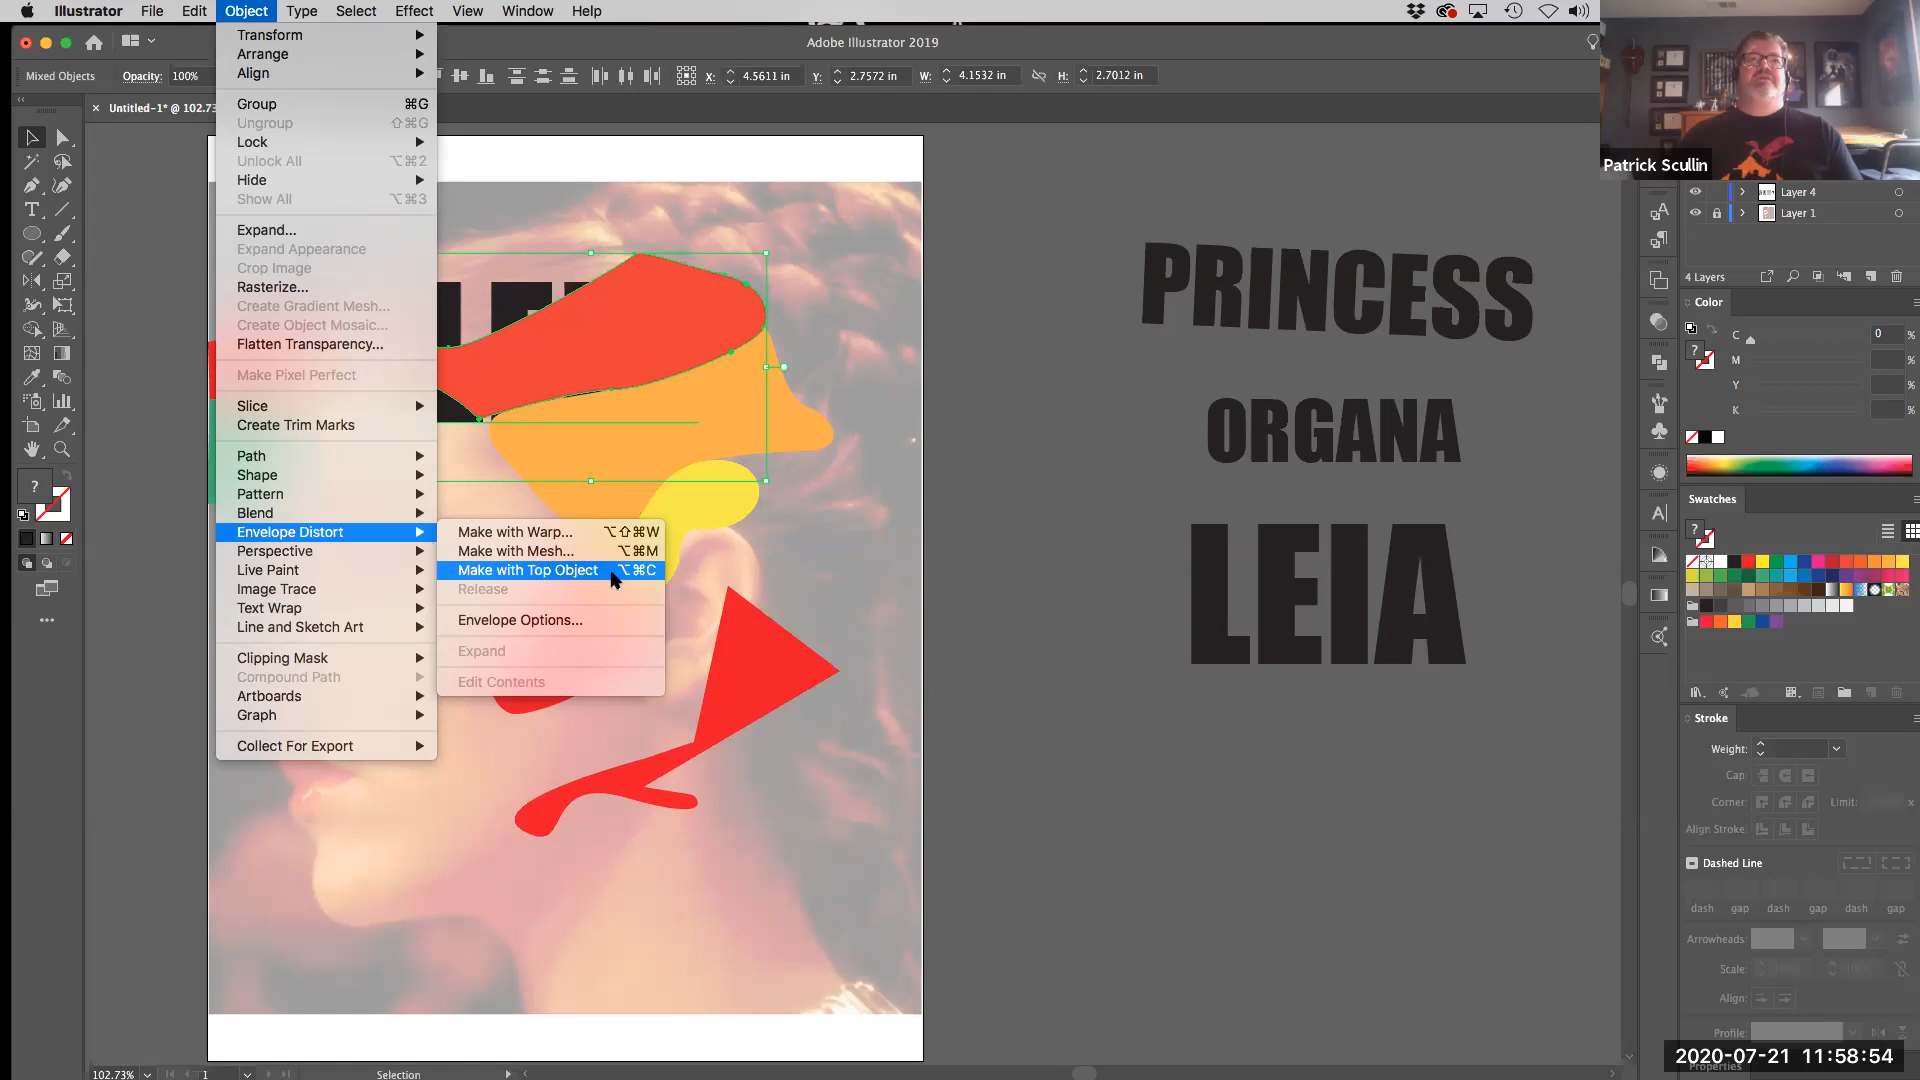 Illustrator File Edit Object Type Select Effect View Window Help
Adobe Illustrator 2019
Mixed Objects Opacity: 100% X: 4.5611 in Y: 2.7572 in W: 4.1532 in H: 2.7012 in
Untitled-1* @ 102.73
Transform
Arrange
Align
Group ⌘G
Ungroup ⇧⌘G
Lock
Unlock All ⌥⌘2
Hide
Show All ⌥⌘3
Expand...
Expand Appearance
Crop Image
Rasterize...
Create Gradient Mesh...
Create Object Mosaic...
Flatten Transparency...
Make Pixel Perfect
Slice
Create Trim Marks
Path
Shape
Pattern
Blend
Envelope Distort
Perspective
Live Paint
Image Trace
Text Wrap
Line and Sketch Art
Clipping Mask
Compound Path
Artboards
Graph
Collect For Export
Make with Warp... ⌥⇧⌘W
Make with Mesh... ⌥⌘M
Make with Top Object ⌥⌘C
Release
Envelope Options...
Expand
Edit Contents
PRINCESS
ORGANA
LEIA
Patrick Scullin
Layer 4
Layer 1
4 Layers
Color
C 0 %
M %
Y %
K %
Swatches
Stroke
Weight:
Cap:
Corner: Limit: x
Align Stroke:
Dashed Line
dash gap dash gap dash gap
Arrowheads:
Scale: 100% 100%
Align:
Profile:
2020-07-21 11:58:54
Properties
102.73% 1 Selection